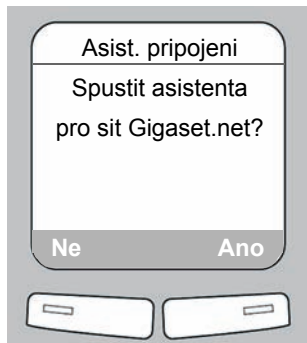 Asist. pripojeni
Spustit asistenta
pro sit Gigaset.net?
Ne Ano